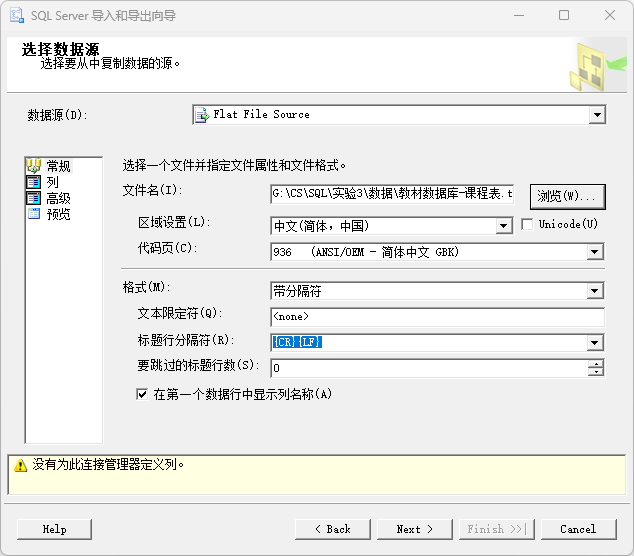 SQL Server 导入和导出向导
选择数据源
选择要从中复制数据的源。
数据源(D):
Flat File Source
常规
列
高级
预览
选择一个文件并指定文件属性和文件格式。
文件名(I):
G:\CS\SQL\实验3\数据\教材数据库-课程表.t
浏览(W)...
区域设置(L):
中文(简体，中国)
Unicode(U)
代码页(C):
936 (ANSI/OEM - 简体中文 GBK)
格式(M):
带分隔符
文本限定符(Q):
<none>
标题行分隔符(R):
{CR}{LF}
要跳过的标题行数(S):
0
在第一个数据行中显示列名称(A)
没有为此连接管理器定义列。
Help
< Back
Next >
Finish >>|
Cancel